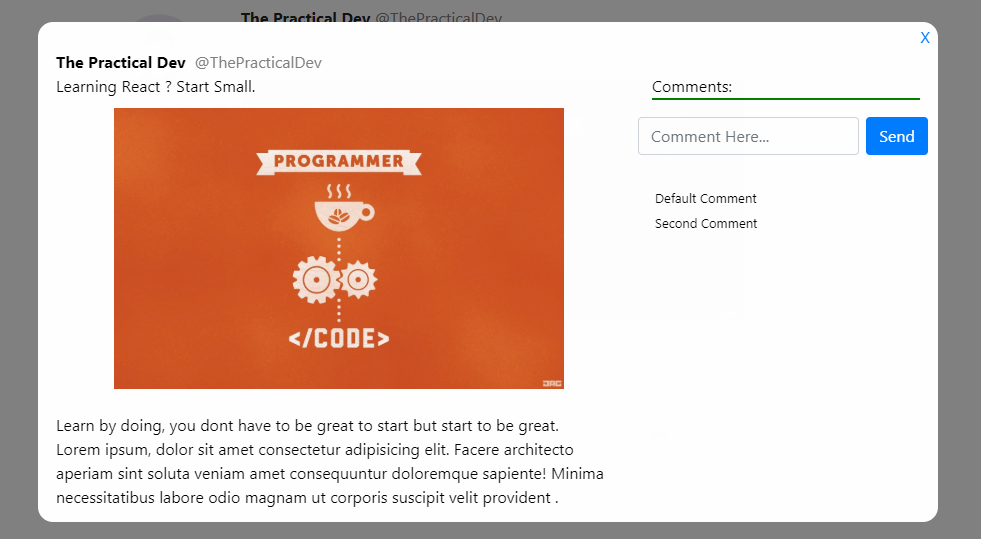 The Practical Dev @ThePracticalDev
X
The Practical Dev @ThePracticalDev
Learning React ? Start Small.
PROGRAMMER
</CODE>
Learn by doing, you dont have to be great to start but start to be great.
Lorem ipsum, dolor sit amet consectetur adipisicing elit. Facere architecto
aperiam sint soluta veniam amet consequuntur doloremque sapiente! Minima
necessitatibus labore odio magnam ut corporis suscipit velit provident .
Comments:
Comment Here...
Send
Default Comment
Second Comment